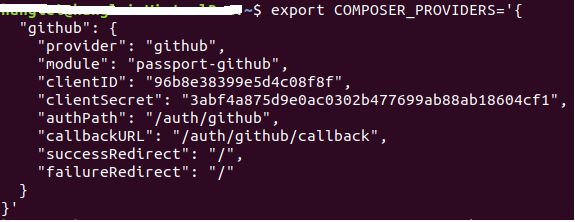 ~$ export COMPOSER_PROVIDERS='{
"github": {
"provider": "github",
"module": "passport-github",
"clientID": "96b8e38399e5d4c08f8f",
"clientSecret": "3abf4a875d9e0ac0302b477699ab88ab18604cf1",
"authPath": "/auth/github",
"callbackURL": "/auth/github/callback",
"successRedirect": "/",
"failureRedirect": "/"
}
}'